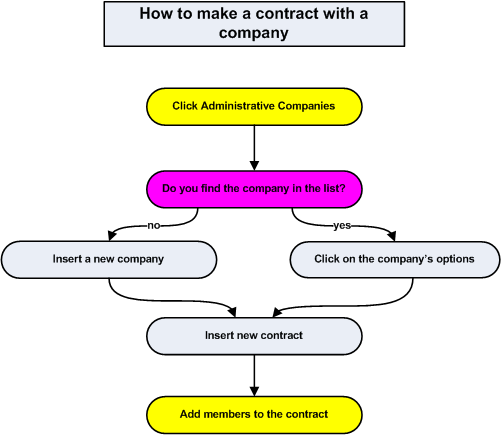 How to make a contract with a
company
Click Administrative Companies
Do you find the company in the list?
no
yes
Insert a new company
Click on the company's options
Insert new contract
Add members to the contract